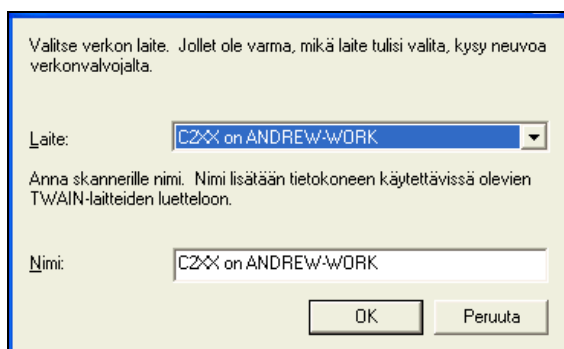 Valitse verkon laite. Jollet ole varma, mikä laite tulisi valita, kysy neuvoa
verkonvalvojalta.
Laite: C2XX on ANDREW-WORK
Anna skannerille nimi. Nimi lisätään tietokoneen käytettävissä olevien
TWAIN-laitteiden luetteloon.
Nimi: C2XX on ANDREW-WORK
OK Peruuta